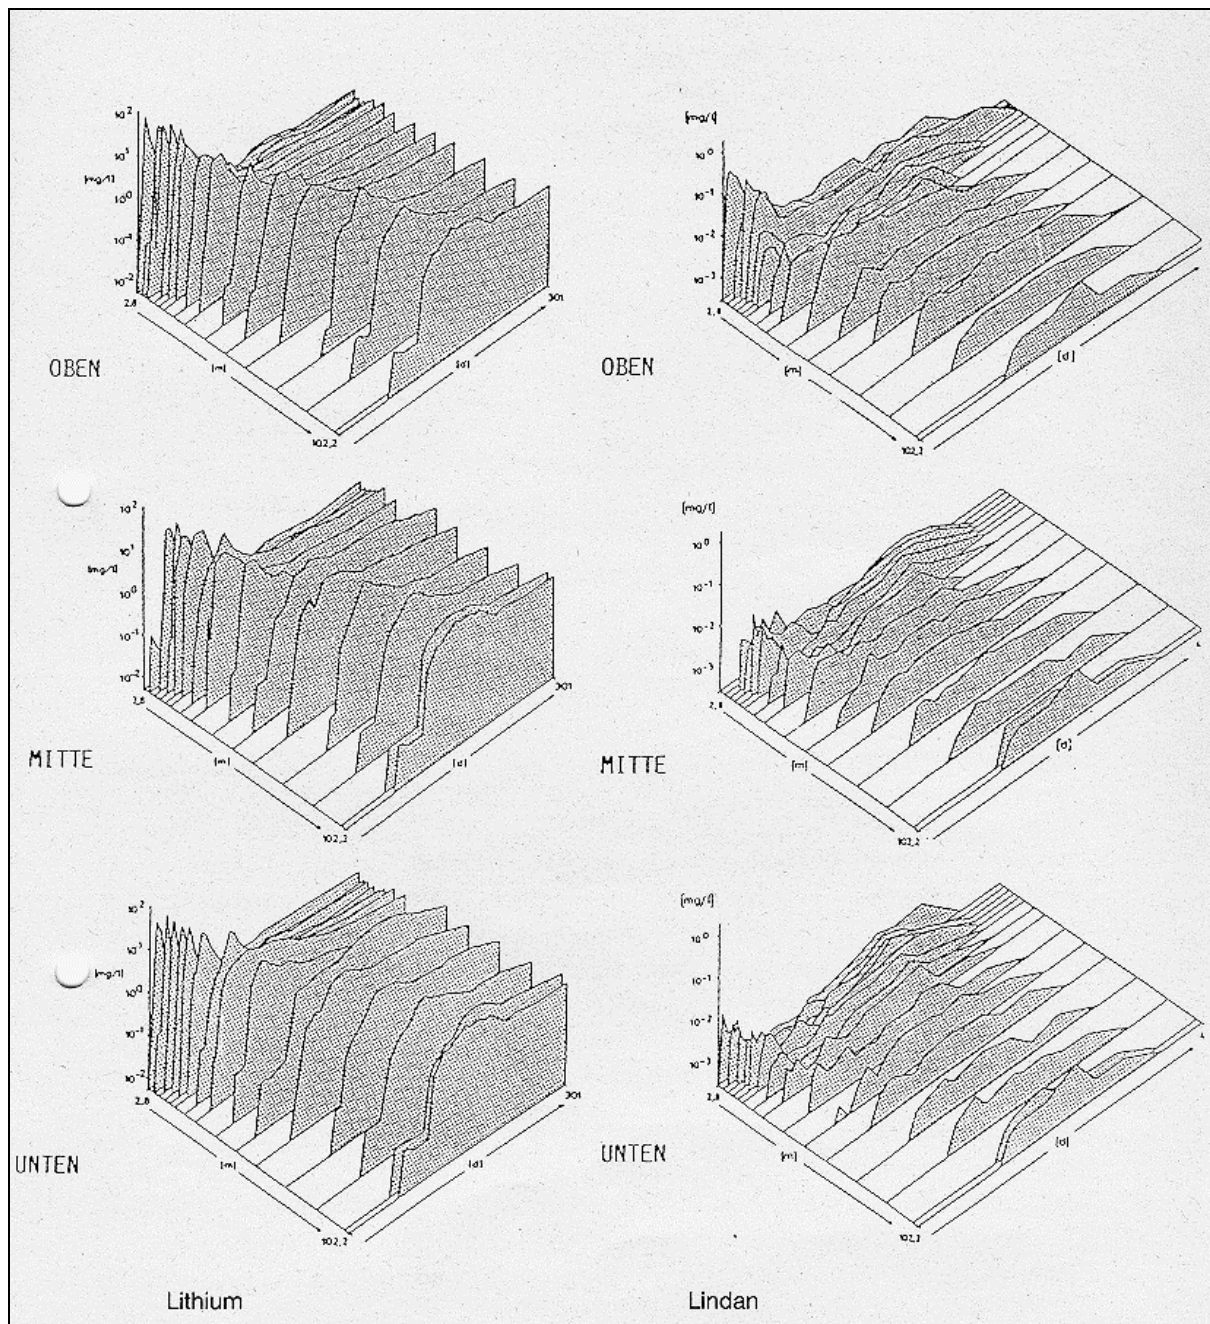 10²
10¹
[mg/l]
10⁰
10⁻¹
10⁻²
2,8
[m]
102,2
[d]
301
OBEN
[mg/l]
10⁰
10⁻¹
10⁻²
10⁻³
2,8
[m]
102,2
[d]
OBEN
10²
10¹
[mg/l]
10⁰
10⁻¹
10⁻²
2,8
[m]
102,2
[d]
301
MITTE
[mg/l]
10⁰
10⁻¹
10⁻²
10⁻³
2,8
[m]
102,2
[d]
MITTE
10²
10¹
[mg/l]
10⁰
10⁻¹
10⁻²
2,8
[m]
102,2
[d]
301
UNTEN
[mg/l]
10⁰
10⁻¹
10⁻²
10⁻³
2,8
[m]
102,2
[d]
UNTEN
Lithium
Lindan